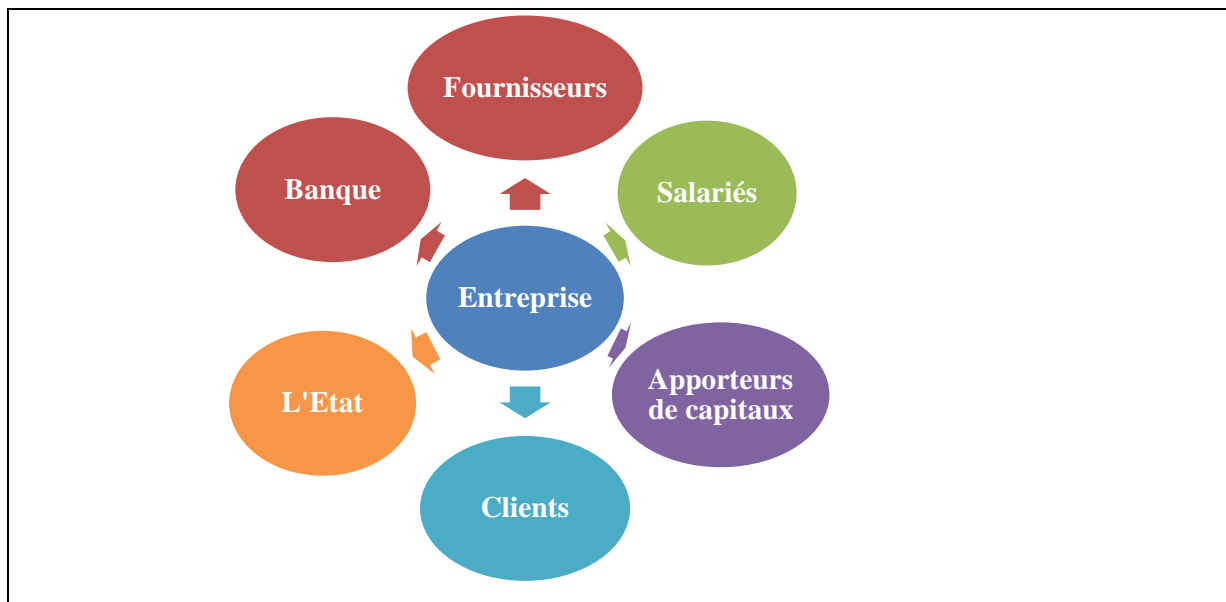 Fournisseurs
Banque
Salariés
Entreprise
L'Etat
Apporteurs
de capitaux
Clients